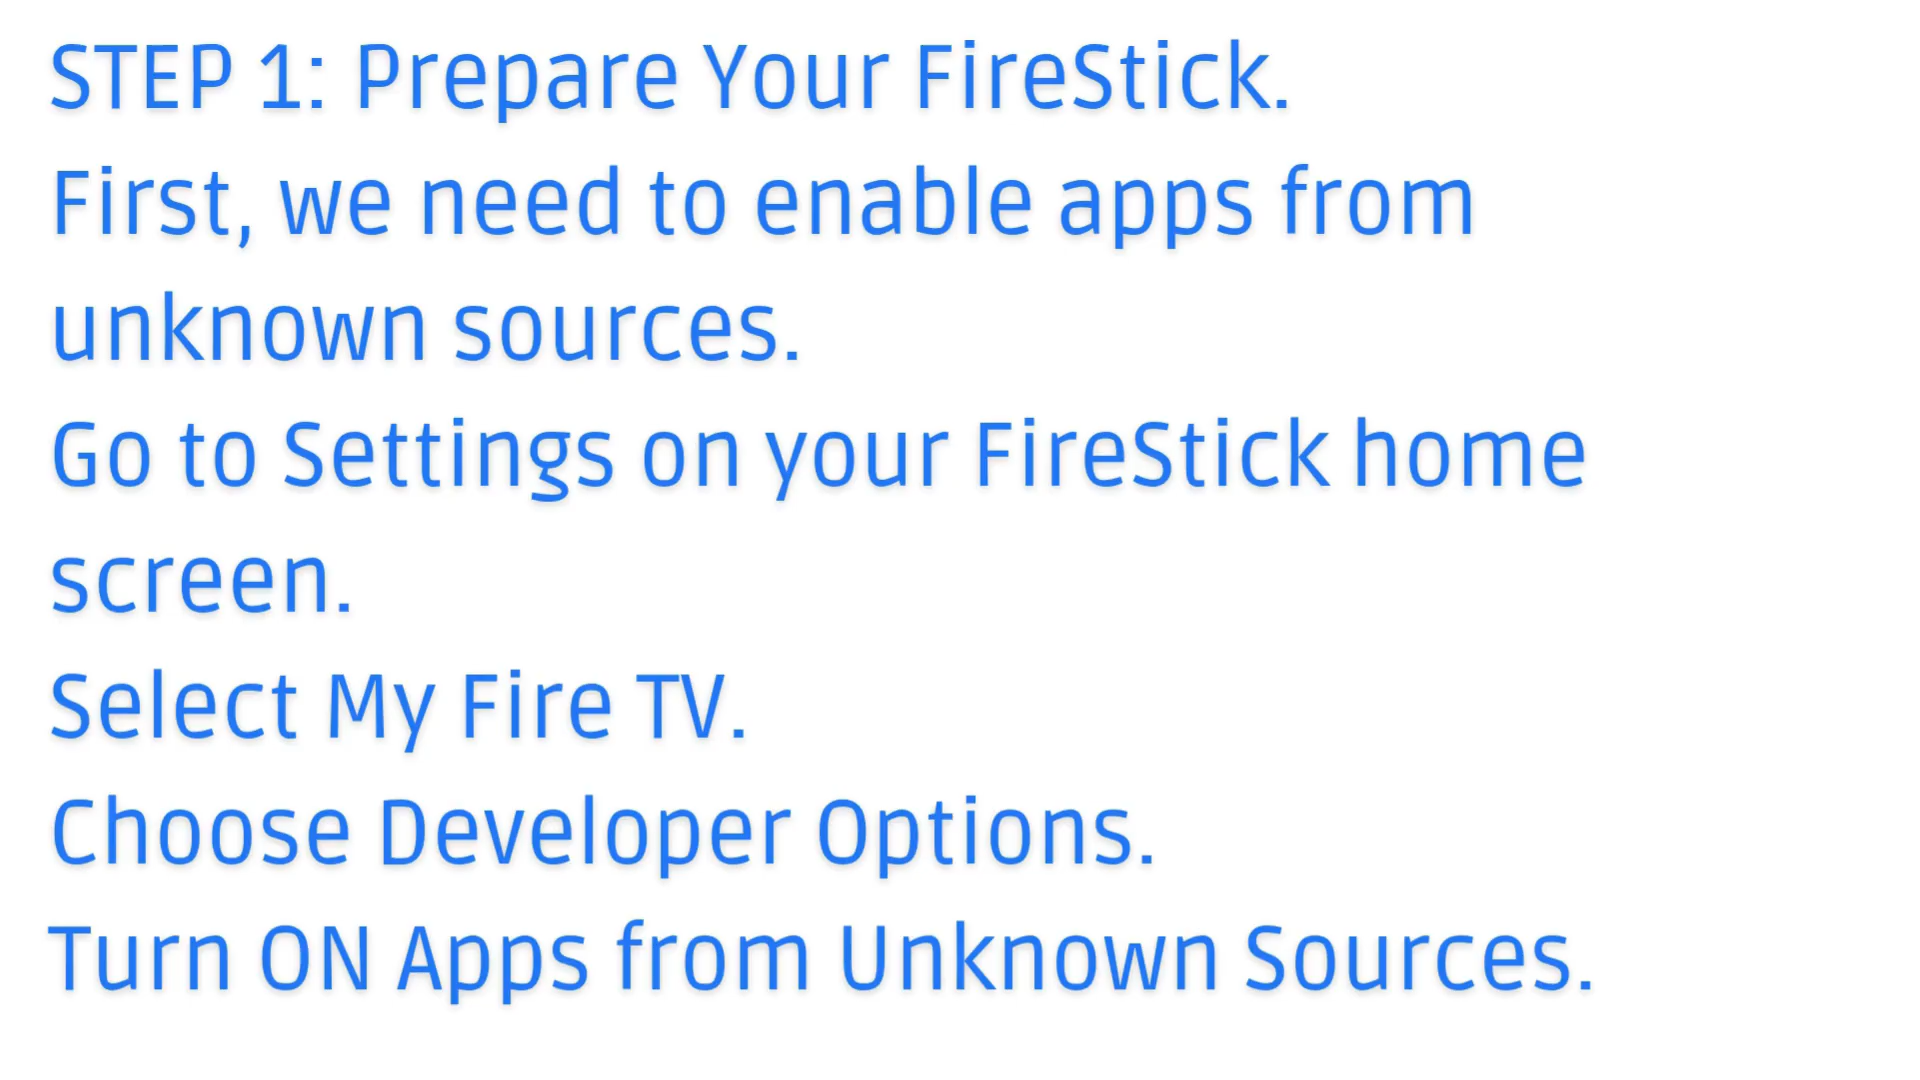 STEP 1: Prepare Your FireStick.
First, we need to enable apps from
unknown sources.
Go to Settings on your FireStick home
screen.
Select My Fire TV.
Choose Developer Options.
Turn ON Apps from Unknown Sources.